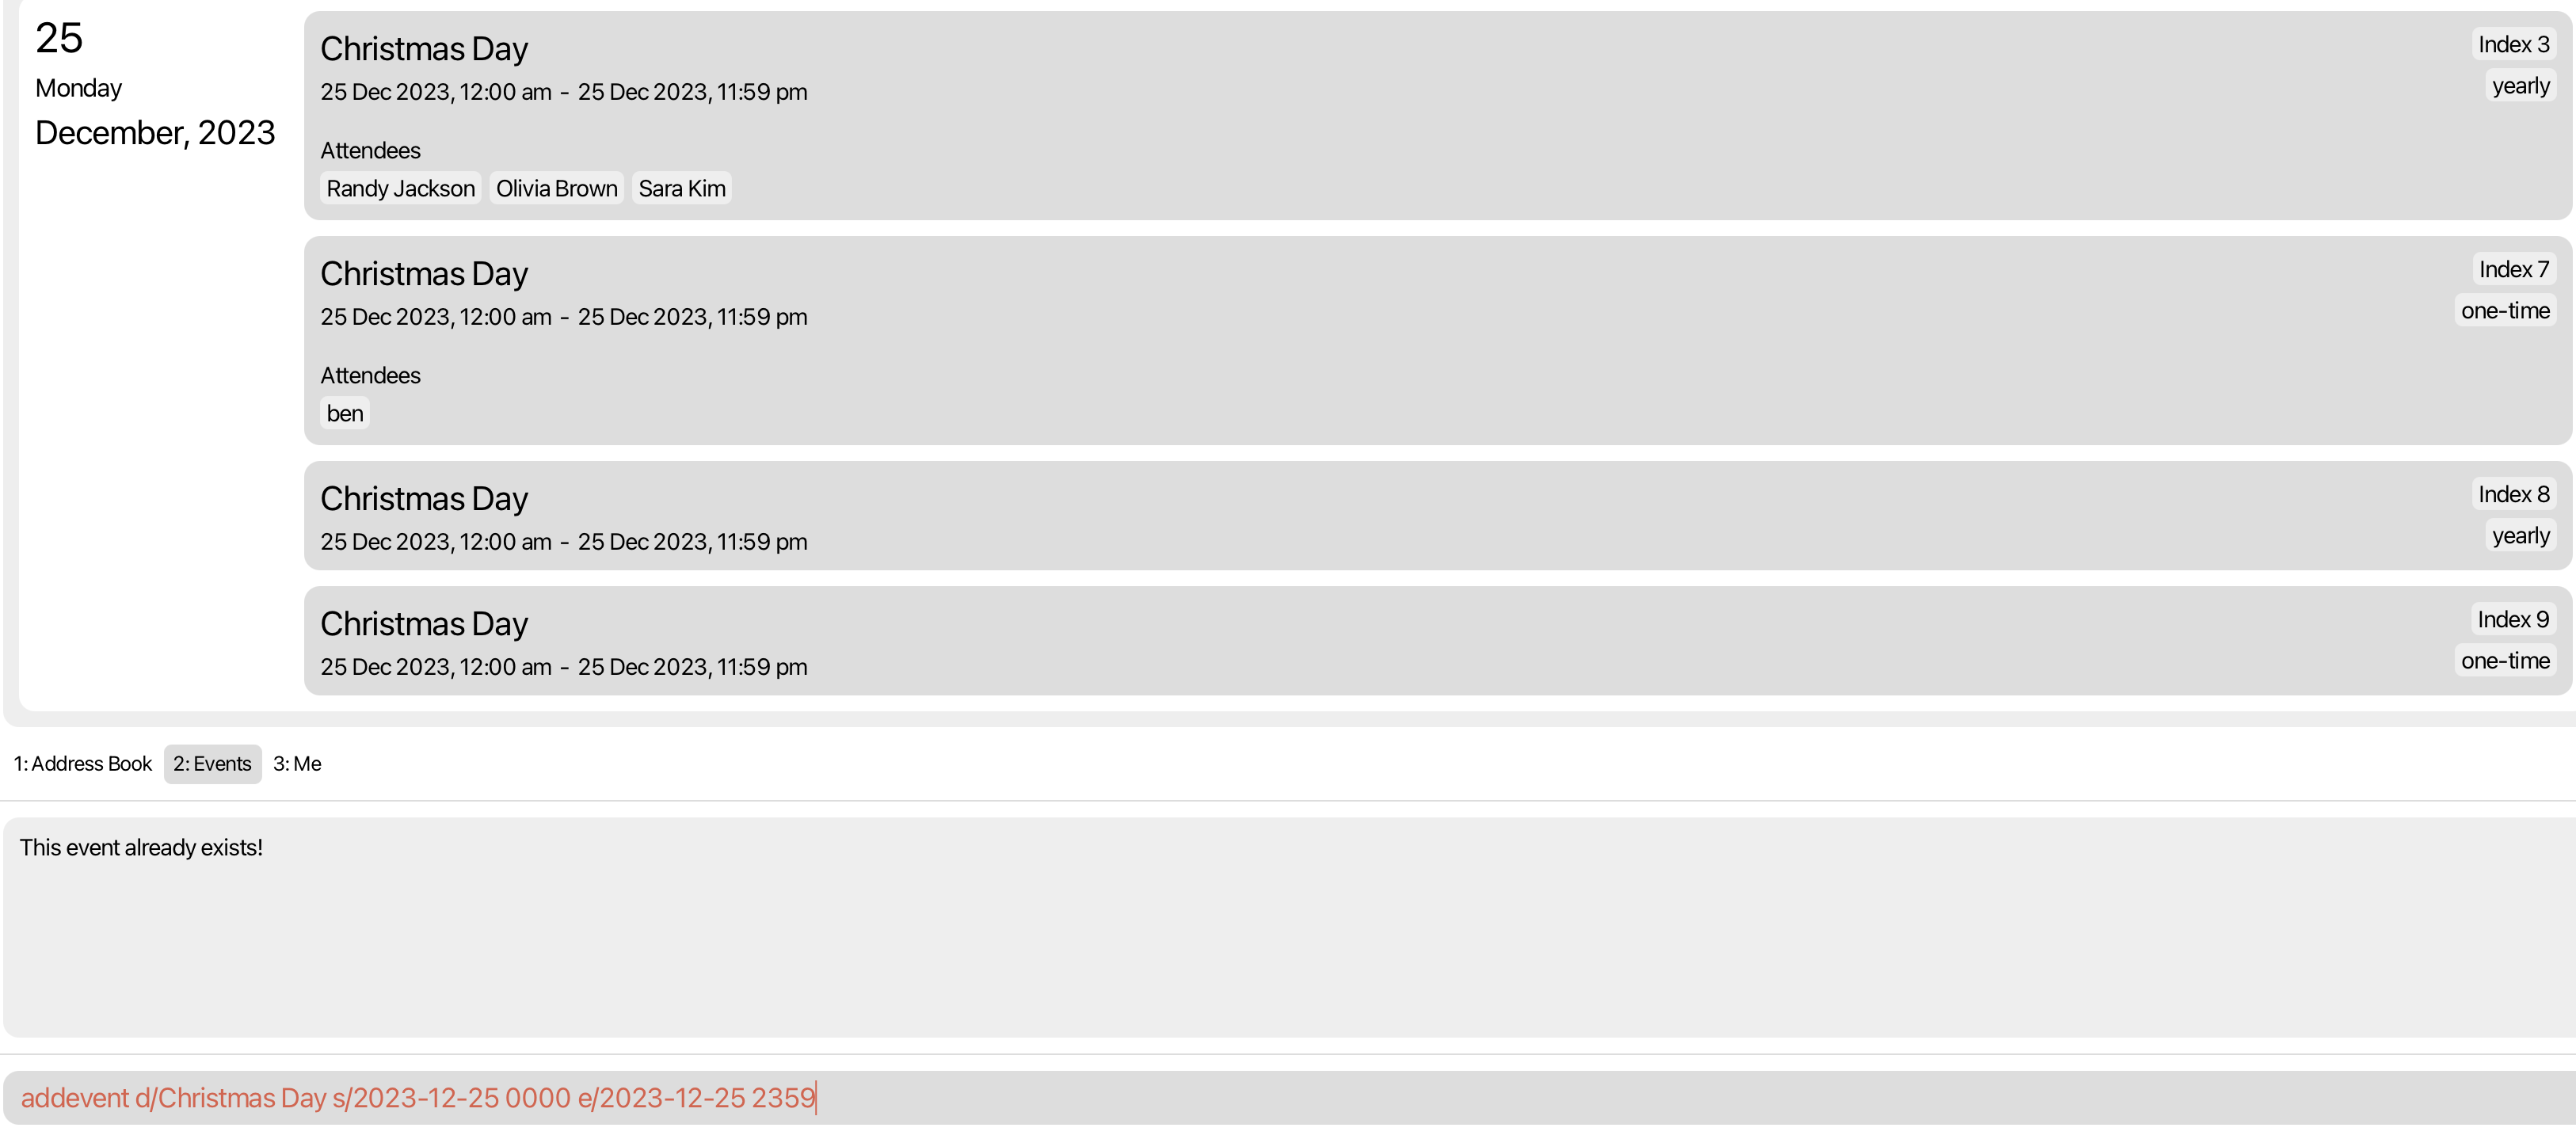 25
Monday
December, 2023
Christmas Day
Index 3
25 Dec 2023, 12:00 am - 25 Dec 2023, 11:59 pm
yearly
Attendees
Randy Jackson Olivia Brown Sara Kim
Christmas Day
Index 7
25 Dec 2023, 12:00 am - 25 Dec 2023, 11:59 pm
one-time
Attendees
ben
Christmas Day
Index 8
25 Dec 2023, 12:00 am - 25 Dec 2023, 11:59 pm
yearly
Christmas Day
Index 9
25 Dec 2023, 12:00 am - 25 Dec 2023, 11:59 pm
one-time
1: Address Book 2: Events 3: Me
This event already exists!
addevent d/Christmas Day s/2023-12-25 0000 e/2023-12-25 2359